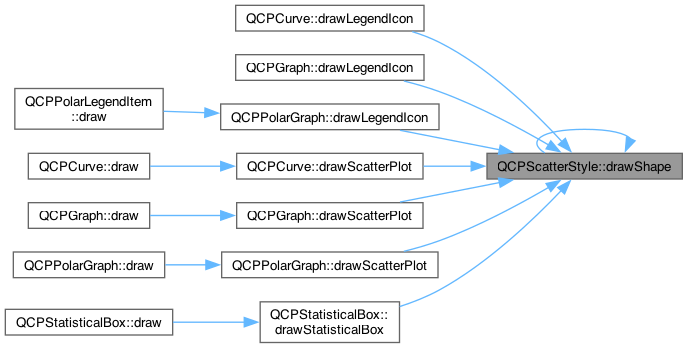 QCPCurve::drawLegendIcon
QCPGraph::drawLegendIcon
QCPPolarLegendItem
::draw
QCPPolarGraph::drawLegendIcon
QCPCurve::draw
QCPCurve::drawScatterPlot
QCPScatterStyle::drawShape
QCPGraph::draw
QCPGraph::drawScatterPlot
QCPPolarGraph::draw
QCPPolarGraph::drawScatterPlot
QCPStatisticalBox::draw
QCPStatisticalBox::
drawStatisticalBox